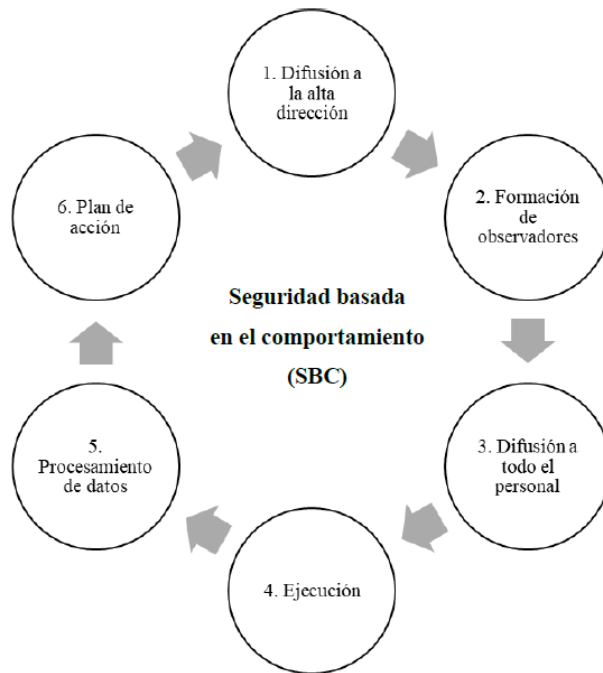 1. Difusión a
la alta
dirección
2. Formación
de
observadores
3. Difusión a
todo el
personal
4. Ejecución
5.
Procesamiento
de datos
6. Plan de
acción
Seguridad basada
en el comportamiento
(SBC)